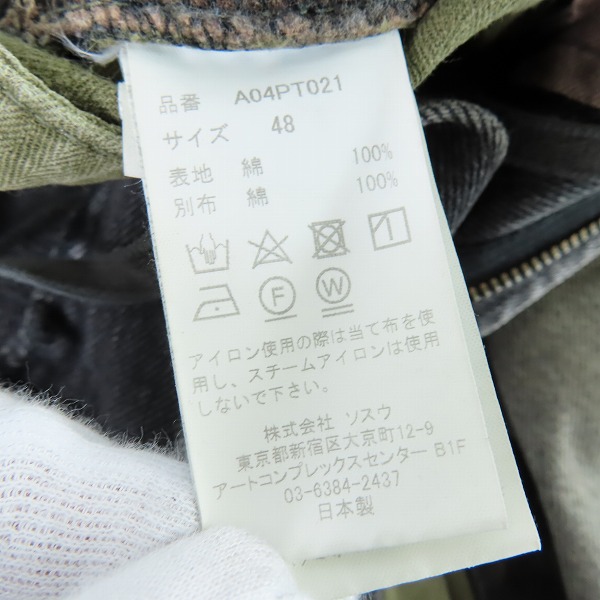 品番 A04PT021
サイズ 48
表地 綿 100%
別布 綿 100%
F W
アイロン使用の際は当て布を使
用し、スチームアイロンは使用
しないで下さい。
株式会社 ソスウ
東京都新宿区大京町12-9
アートコンプレックスセンター B1F
03-6384-2437
日本製